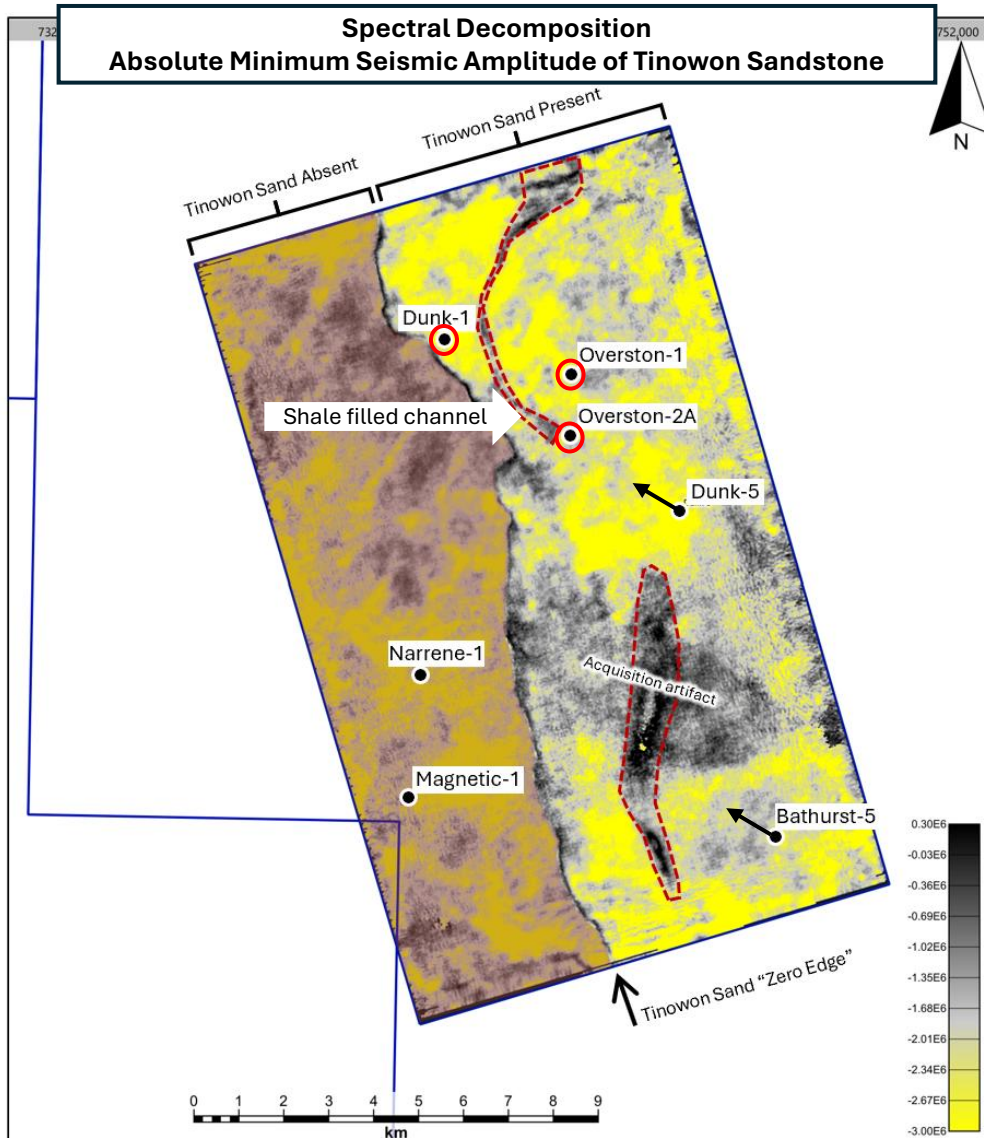 Spectral Decomposition
Absolute Minimum Seismic Amplitude of Tinowon Sandstone
752,000
N
Tinowon Sand Absent
Tinowon Sand Present
Dunk-1
Overston-1
Shale filled channel
Overston-2A
Dunk-5
Narrene-1
Acquisition artifact
Magnetic-1
Bathurst-5
Tinowon Sand “Zero Edge”
0.30E6
-0.03E6
-0.36E6
-0.69E6
-1.02E6
-1.35E6
-1.68E6
-2.01E6
-2.34E6
-2.67E6
-3.00E6
0 1 2 3 4 5 6 7 8 9
km